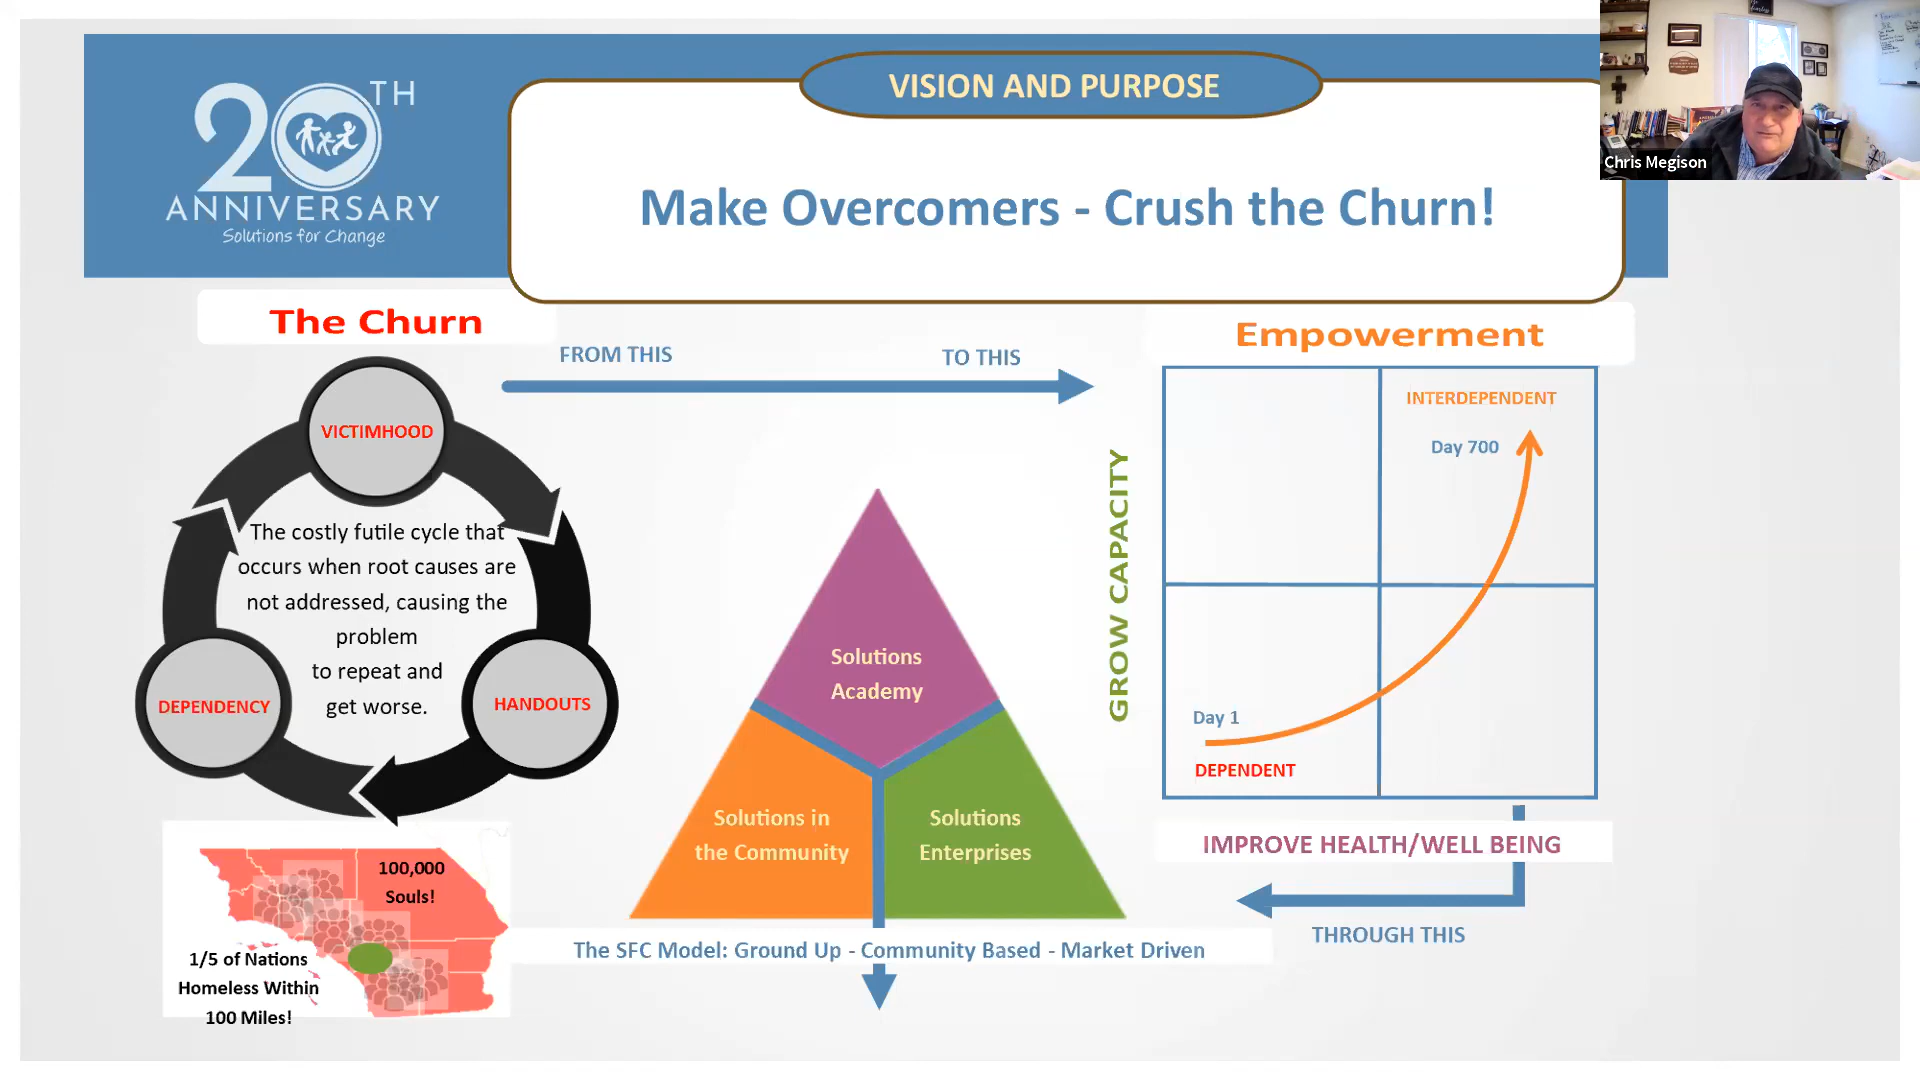 20TH
ANNIVERSARY
Solutions for Change
VISION AND PURPOSE
Make Overcomers - Crush the Churn!
Chris Megison
The Churn
FROM THIS
TO THIS
Empowerment
VICTIMHOOD
HANDOUTS
DEPENDENCY
The costly futile cycle that
occurs when root causes are
not addressed, causing the
problem
to repeat and
get worse.
100,000
Souls!
1/5 of Nations
Homeless Within
100 Miles!
Solutions
Academy
Solutions in
the Community
Solutions
Enterprises
The SFC Model: Ground Up - Community Based - Market Driven
GROW CAPACITY
INTERDEPENDENT
Day 700
Day 1
DEPENDENT
IMPROVE HEALTH/WELL BEING
THROUGH THIS